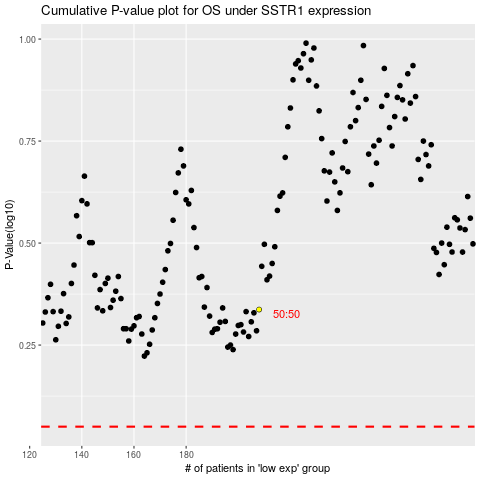 Cumulative P-value plot for OS under SSTR1 expression
1.00
0.75
0.50
0.25
P-Value(log10)
50:50
120 140 160 180
# of patients in 'low exp' group